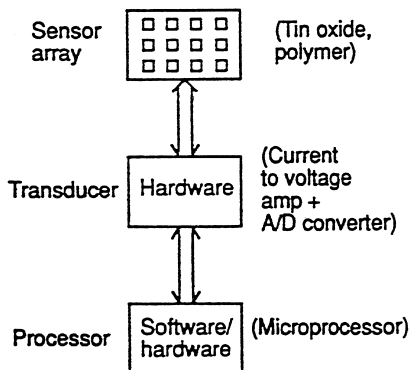 Sensor
array
(Tin oxide,
polymer)
Transducer
Hardware
(Current
to voltage
amp +
A/D converter)
Processor
Software/
hardware
(Microprocessor)